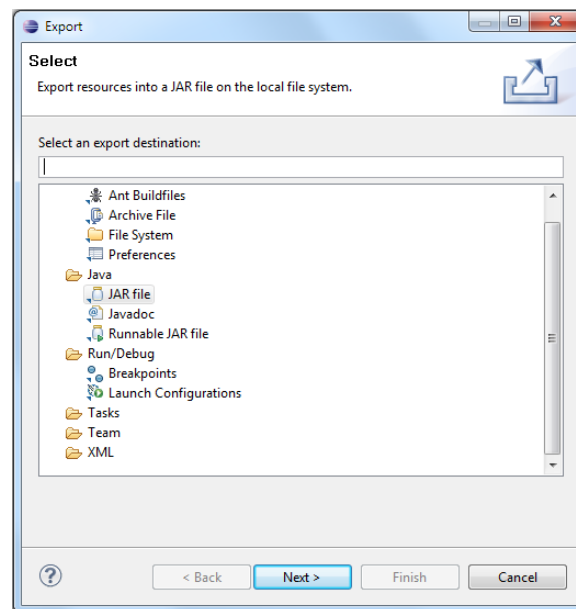 Export
Select
Export resources into a JAR file on the local file system.
Select an export destination:
Ant Buildfiles
Archive File
File System
Preferences
Java
JAR file
Javadoc
Runnable JAR file
Run/Debug
Breakpoints
Launch Configurations
Tasks
Team
XML
? < Back Next > Finish Cancel